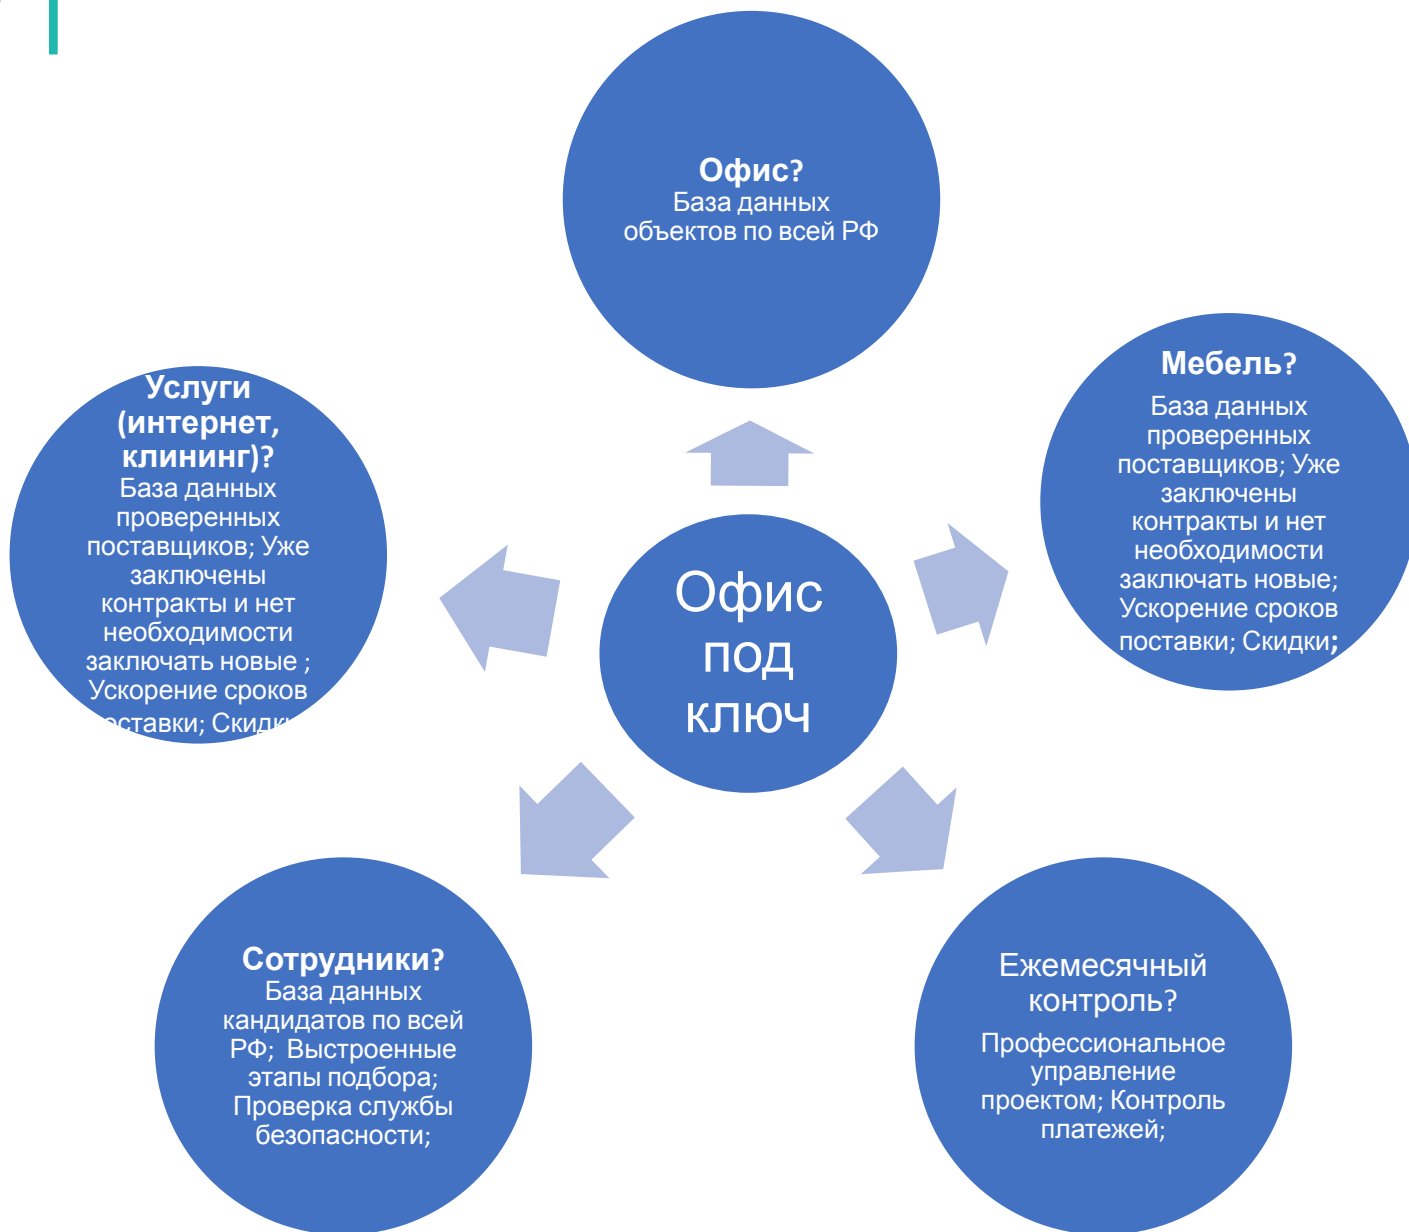 Офис?
База данных
объектов по всей РФ
Мебель?
База данных
проверенных
поставщиков; Уже
заключены
контракты и нет
необходимости
заключать новые;
Ускорение сроков
поставки; Скидки;
Услуги
(интернет,
клининг)?
База данных
проверенных
поставщиков; Уже
заключены
контракты и нет
необходимости
заключать новые ;
Ускорение сроков
поставки; Скидки
Офис
под
ключ
Сотрудники?
База данных
кандидатов по всей
РФ; Выстроенные
этапы подбора;
Проверка службы
безопасности;
Ежемесячный
контроль?
Профессиональное
управление
проектом; Контроль
платежей;